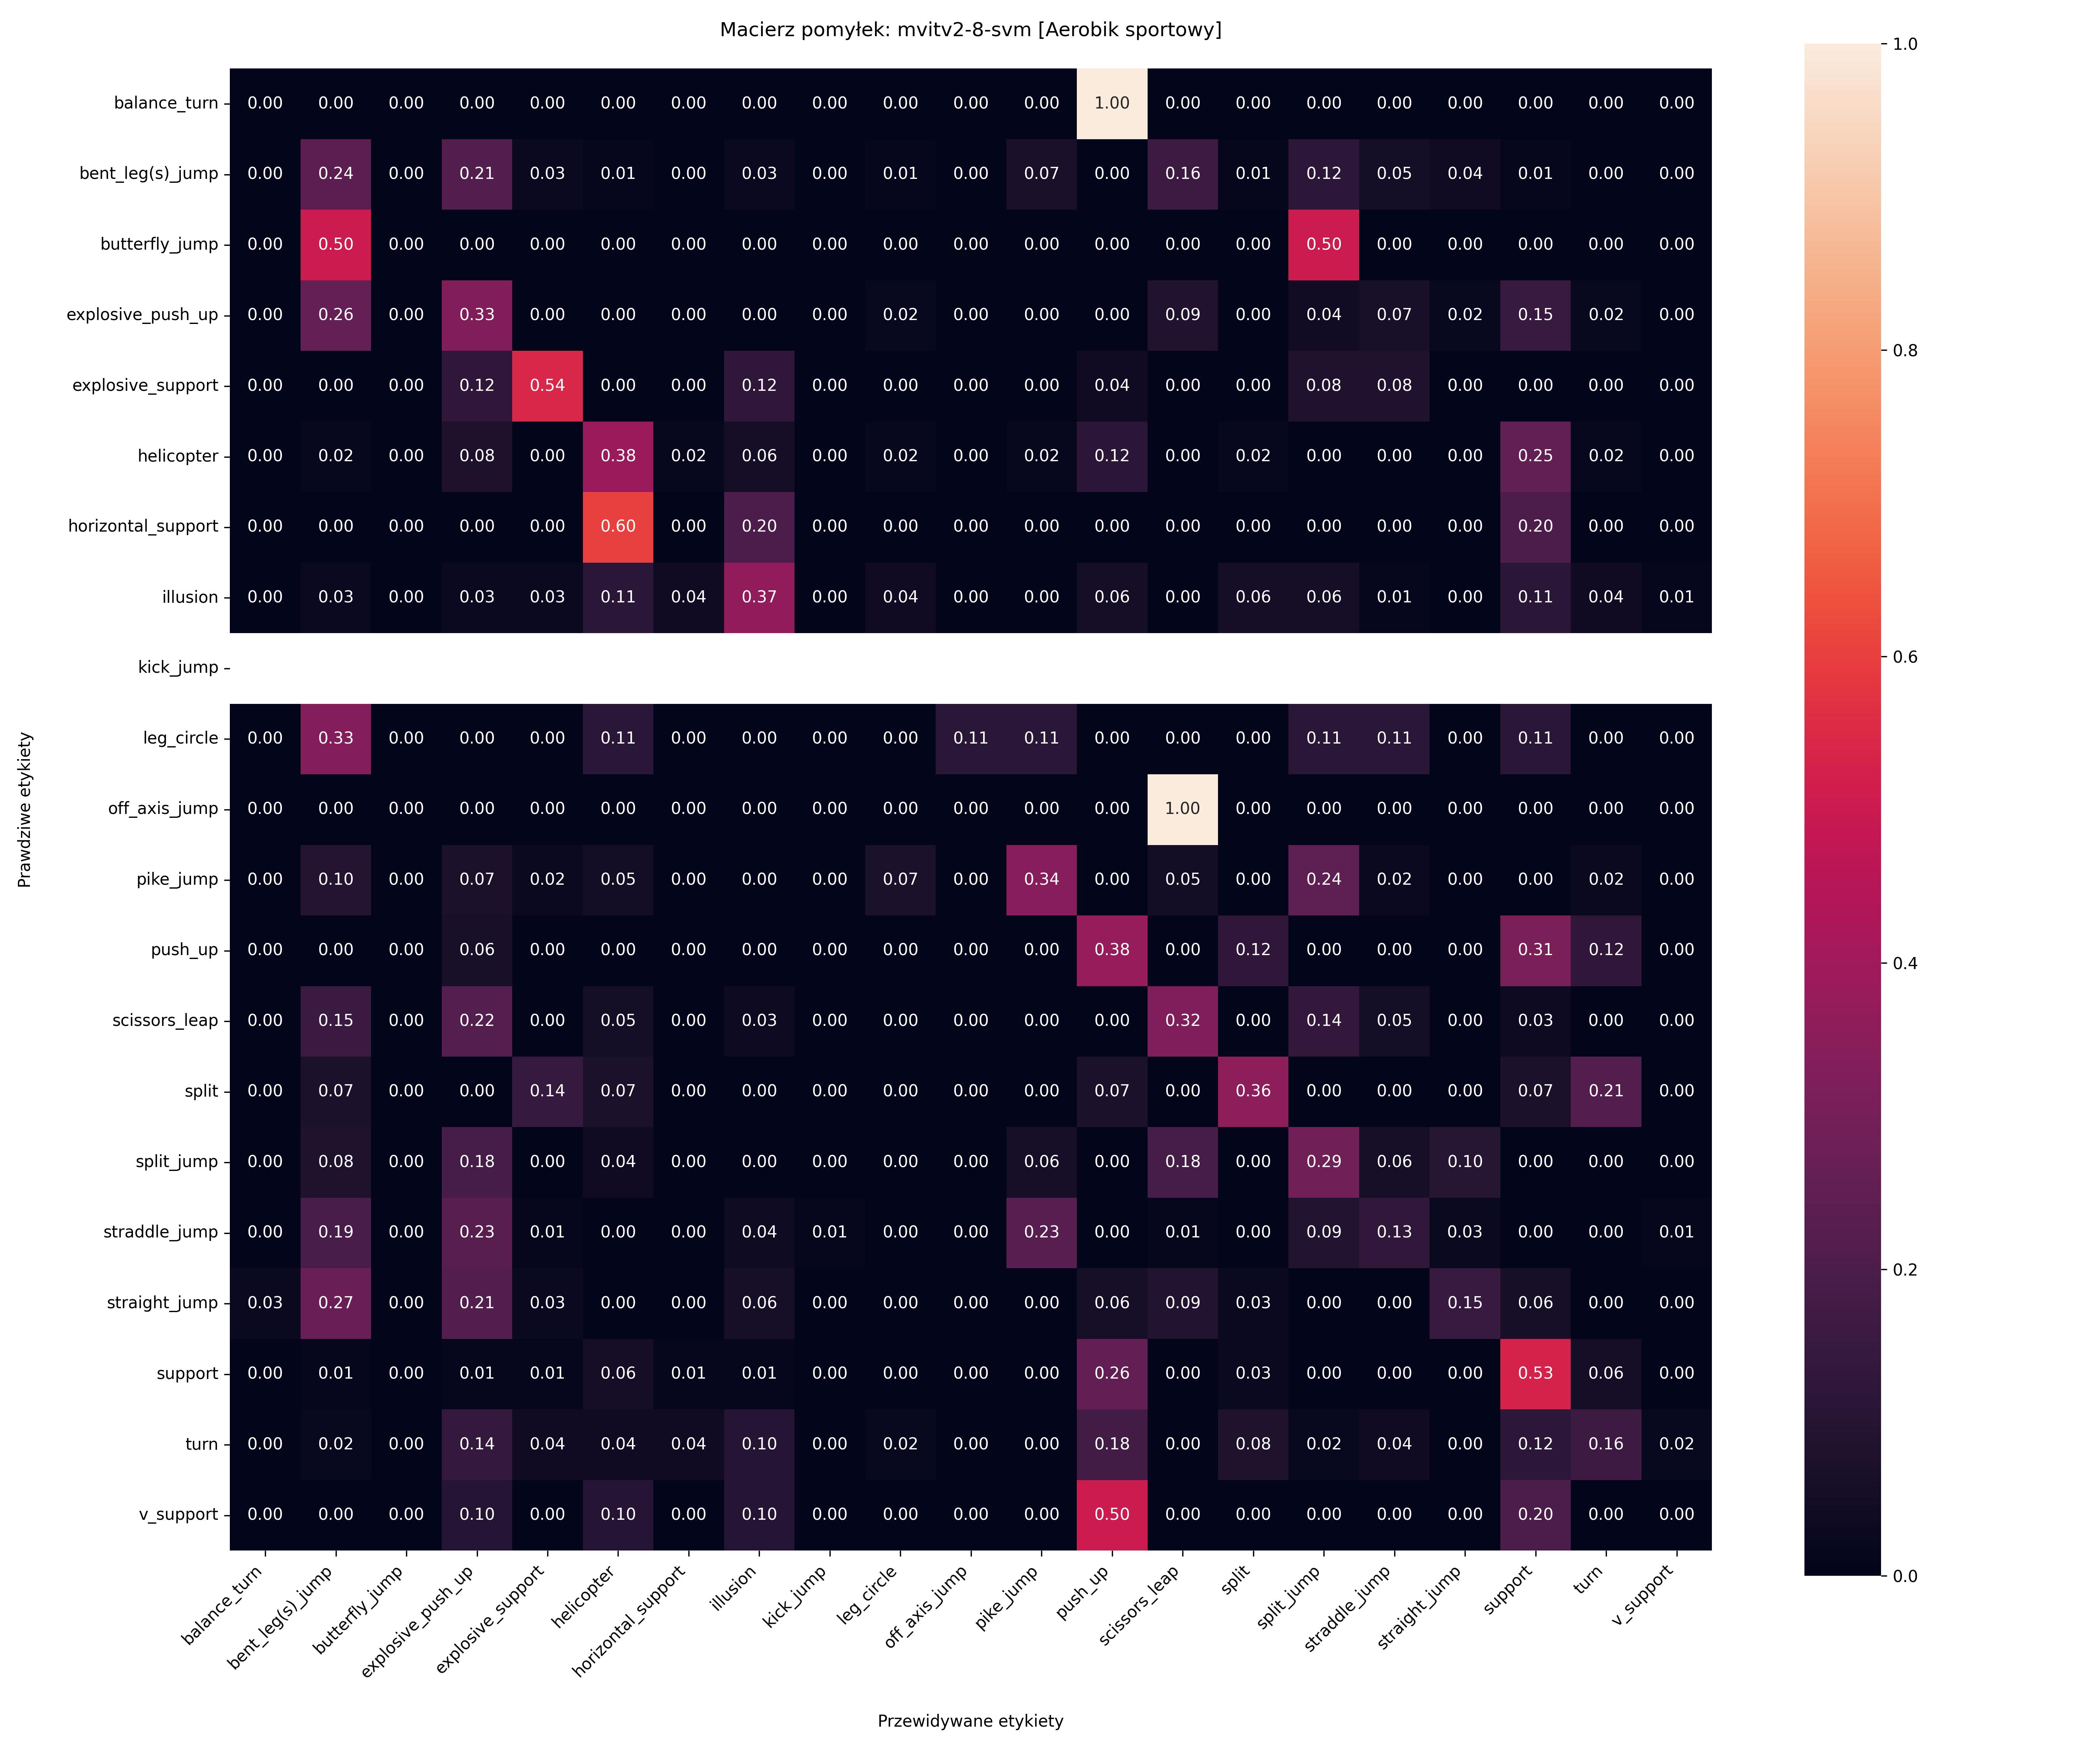 Macierz pomyłek: mvitv2-8-svm [Aerobik sportowy]
1.0
balance_turn 0.00 0.00 0.00 0.00 0.00 0.00 0.00 0.00 0.00 0.00 0.00 0.00 1.00 0.00 0.00 0.00 0.00 0.00 0.00 0.00 0.00
bent_leg(s)_jump 0.00 0.24 0.00 0.21 0.03 0.01 0.00 0.03 0.00 0.01 0.00 0.07 0.00 0.16 0.01 0.12 0.05 0.04 0.01 0.00 0.00
butterfly_jump 0.00 0.50 0.00 0.00 0.00 0.00 0.00 0.00 0.00 0.00 0.00 0.00 0.00 0.00 0.00 0.50 0.00 0.00 0.00 0.00 0.00
explosive_push_up 0.00 0.26 0.00 0.33 0.00 0.00 0.00 0.00 0.00 0.02 0.00 0.00 0.00 0.09 0.00 0.04 0.07 0.02 0.15 0.02 0.00
0.8
explosive_support 0.00 0.00 0.00 0.12 0.54 0.00 0.00 0.12 0.00 0.00 0.00 0.00 0.04 0.00 0.00 0.08 0.08 0.00 0.00 0.00 0.00
helicopter 0.00 0.02 0.00 0.08 0.00 0.38 0.02 0.06 0.00 0.02 0.00 0.02 0.12 0.00 0.02 0.00 0.00 0.00 0.25 0.02 0.00
horizontal_support 0.00 0.00 0.00 0.00 0.00 0.60 0.00 0.20 0.00 0.00 0.00 0.00 0.00 0.00 0.00 0.00 0.00 0.00 0.20 0.00 0.00
illusion 0.00 0.03 0.00 0.03 0.03 0.11 0.04 0.37 0.00 0.04 0.00 0.00 0.06 0.00 0.06 0.06 0.01 0.00 0.11 0.04 0.01
0.6
kick_jump
leg_circle 0.00 0.33 0.00 0.00 0.00 0.11 0.00 0.00 0.00 0.00 0.11 0.11 0.00 0.00 0.00 0.11 0.11 0.00 0.11 0.00 0.00
off_axis_jump 0.00 0.00 0.00 0.00 0.00 0.00 0.00 0.00 0.00 0.00 0.00 0.00 0.00 1.00 0.00 0.00 0.00 0.00 0.00 0.00 0.00
Prawdziwe etykiety
pike_jump 0.00 0.10 0.00 0.07 0.02 0.05 0.00 0.00 0.00 0.07 0.00 0.34 0.00 0.05 0.00 0.24 0.02 0.00 0.00 0.02 0.00
push_up 0.00 0.00 0.00 0.06 0.00 0.00 0.00 0.00 0.00 0.00 0.00 0.00 0.38 0.00 0.12 0.00 0.00 0.00 0.31 0.12 0.00
0.4
scissors_leap 0.00 0.15 0.00 0.22 0.00 0.05 0.00 0.03 0.00 0.00 0.00 0.00 0.00 0.32 0.00 0.14 0.05 0.00 0.03 0.00 0.00
split 0.00 0.07 0.00 0.00 0.14 0.07 0.00 0.00 0.00 0.00 0.00 0.00 0.07 0.00 0.36 0.00 0.00 0.00 0.07 0.21 0.00
split_jump 0.00 0.08 0.00 0.18 0.00 0.04 0.00 0.00 0.00 0.00 0.00 0.06 0.00 0.18 0.00 0.29 0.06 0.10 0.00 0.00 0.00
straddle_jump 0.00 0.19 0.00 0.23 0.01 0.00 0.00 0.04 0.01 0.00 0.00 0.23 0.00 0.01 0.00 0.09 0.13 0.03 0.00 0.00 0.01
0.2
straight_jump 0.03 0.27 0.00 0.21 0.03 0.00 0.00 0.06 0.00 0.00 0.00 0.00 0.06 0.09 0.03 0.00 0.00 0.15 0.06 0.00 0.00
support 0.00 0.01 0.00 0.01 0.01 0.06 0.01 0.01 0.00 0.00 0.00 0.00 0.26 0.00 0.03 0.00 0.00 0.00 0.53 0.06 0.00
turn 0.00 0.02 0.00 0.14 0.04 0.04 0.04 0.10 0.00 0.02 0.00 0.00 0.18 0.00 0.08 0.02 0.04 0.00 0.12 0.16 0.02
v_support 0.00 0.00 0.00 0.10 0.00 0.10 0.00 0.10 0.00 0.00 0.00 0.00 0.50 0.00 0.00 0.00 0.00 0.00 0.20 0.00 0.00
0.0
balance_turn
bent_leg(s)_jump
butterfly_jump
explosive_push_up
explosive_support
helicopter
horizontal_support
illusion
kick_jump
leg_circle
off_axis_jump
pike_jump
push_up
scissors_leap
split
split_jump
straddle_jump
straight_jump
support
turn
v_support
Przewidywane etykiety